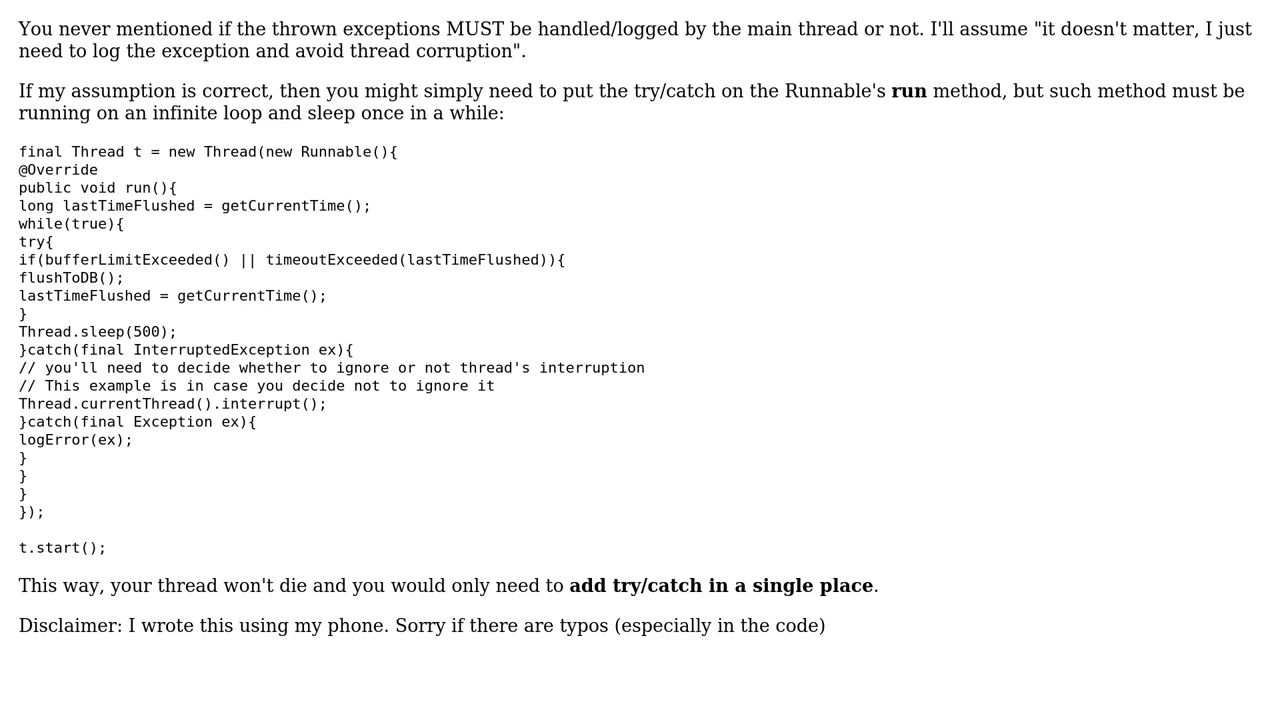 You never mentioned if the thrown exceptions MUST be handled/logged by the main thread or not. I'll assume "it doesn't matter, I just
need to log the exception and avoid thread corruption".
If my assumption is correct, then you might simply need to put the try/catch on the Runnable's run method, but such method must be
running on an infinite loop and sleep once in a while:
final Thread t = new Thread(new Runnable(){
@Override
public void run(){
long lastTimeFlushed = getCurrentTime();
while(true){
try{
if(bufferLimitExceeded() || timeoutExceeded(lastTimeFlushed)){
flushToDB();
lastTimeFlushed = getCurrentTime();
}
Thread.sleep(500);
}catch(final InterruptedException ex){
// you'll need to decide whether to ignore or not thread's interruption
// This example is in case you decide not to ignore it
Thread.currentThread().interrupt();
}catch(final Exception ex){
logError(ex);
}
}
}
});
t.start();
This way, your thread won't die and you would only need to add try/catch in a single place.
Disclaimer: I wrote this using my phone. Sorry if there are typos (especially in the code)